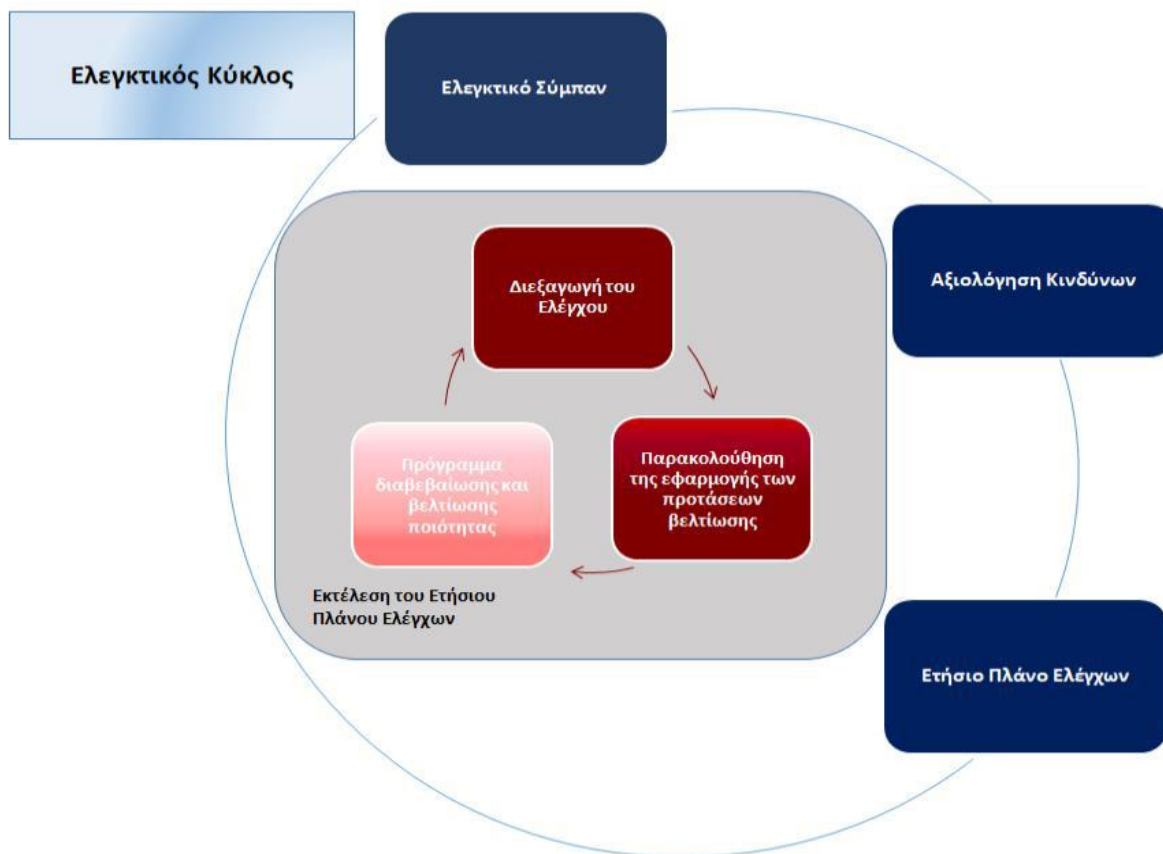 Ελεγκτικός Κύκλος
Ελεγκτικό Σύμπαν
Αξιολόγηση Κινδύνων
Διεξαγωγή του
Ελέγχου
Παρακολούθηση
της εφαρμογής των
προτάσεων
βελτίωσης
Πρόγραμμα
διαβεβαίωσης και
βελτίωσης
ποιότητας
Εκτέλεση του Ετήσιου
Πλάνου Ελέγχων
Ετήσιο Πλάνο Ελέγχων